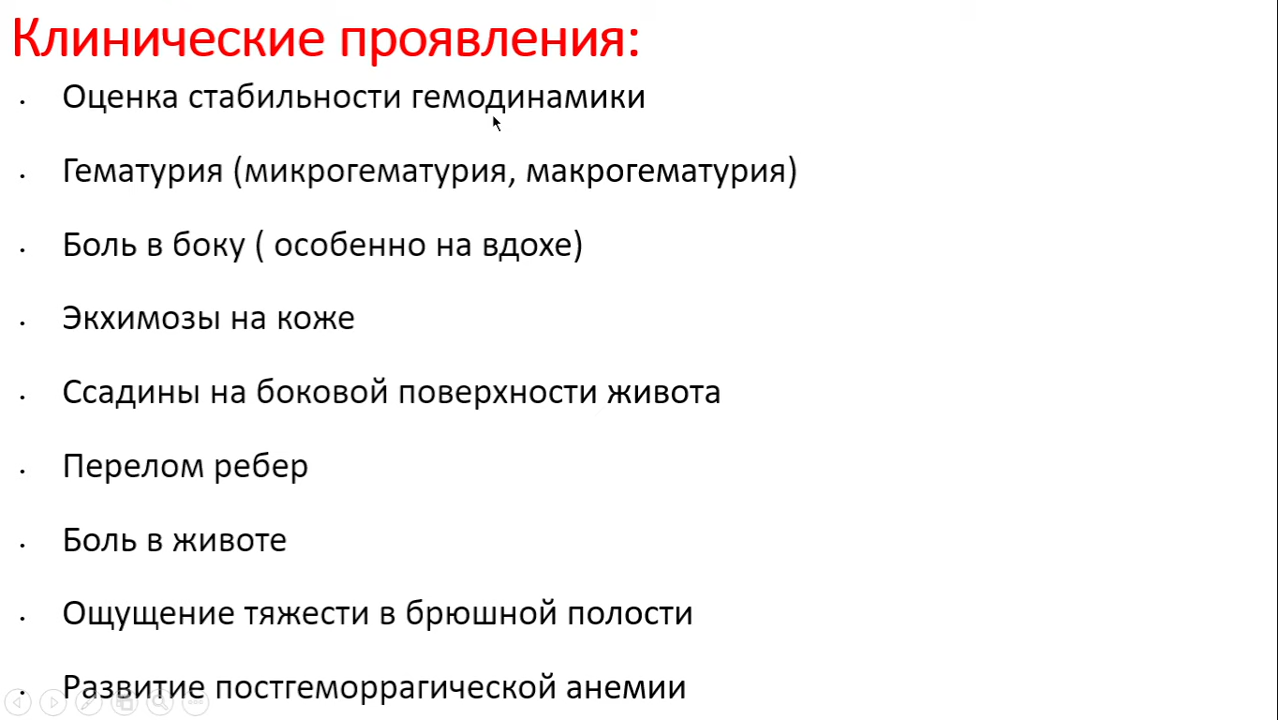 Клинические проявления:
• Оценка стабильности гемодинамики
• Гематурия (микрогематурия, макрогематурия)
• Боль в боку ( особенно на вдохе)
• Экхимозы на коже
• Ссадины на боковой поверхности живота
• Перелом ребер
• Боль в животе
• Ощущение тяжести в брюшной полости
• Развитие постгеморрагической анемии